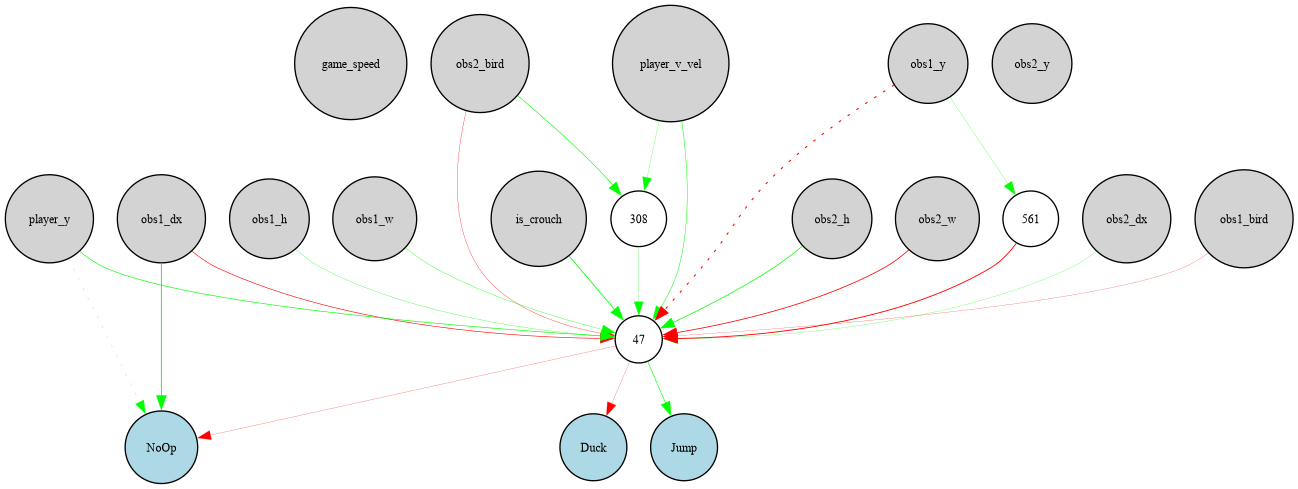 game_speed
obs2_bird
player_v_vel
obs1_y
obs2_y
player_y
obs1_dx
obs1_h
obs1_w
is_crouch
308
obs2_h
obs2_w
561
obs2_dx
obs1_bird
47
NoOp
Duck
Jump